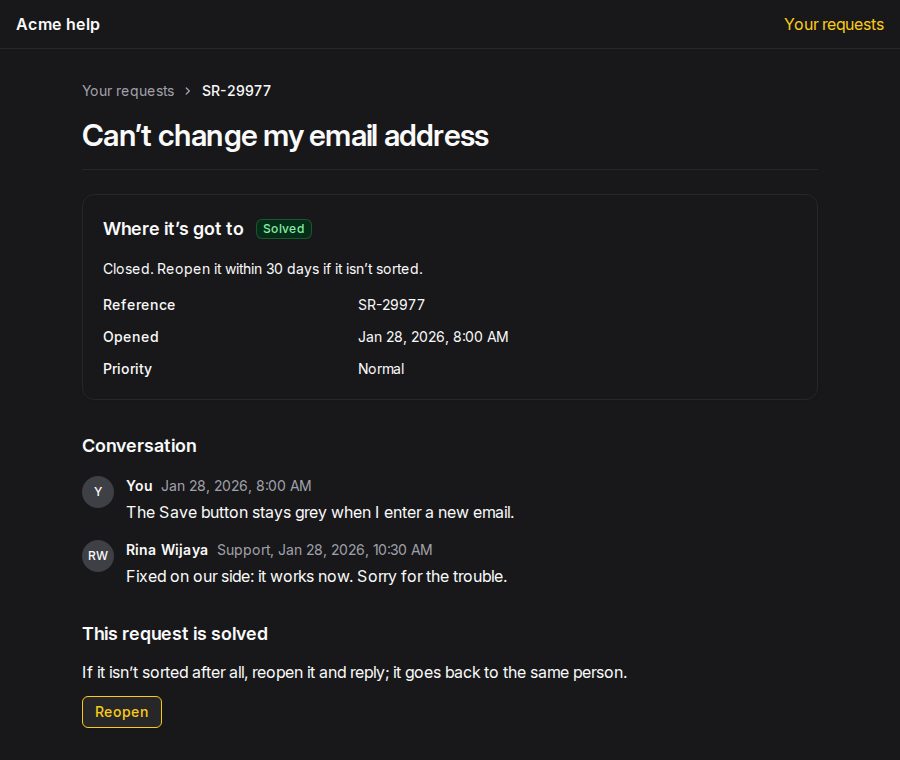 Acme help
Your requests
Your requests > SR-29977
Can’t change my email address
Where it’s got to Solved
Closed. Reopen it within 30 days if it isn’t sorted.
Reference SR-29977
Opened Jan 28, 2026, 8:00 AM
Priority Normal
Conversation
Y You Jan 28, 2026, 8:00 AM
The Save button stays grey when I enter a new email.
RW Rina Wijaya Support, Jan 28, 2026, 10:30 AM
Fixed on our side: it works now. Sorry for the trouble.
This request is solved
If it isn’t sorted after all, reopen it and reply; it goes back to the same person.
Reopen